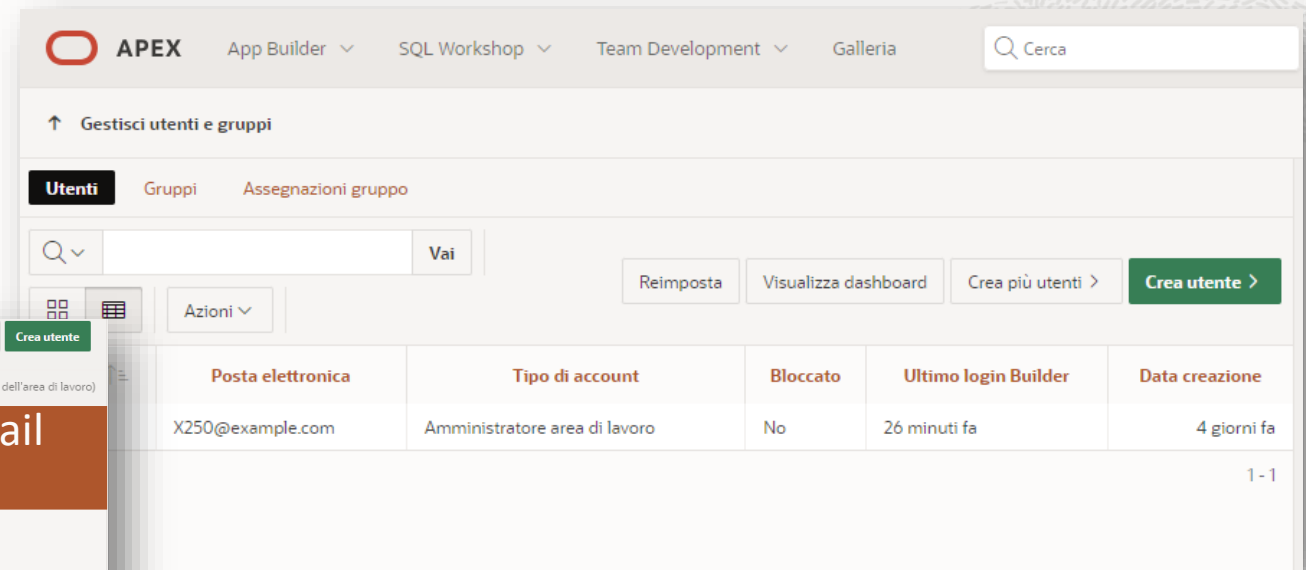 APEX App Builder SQL Workshop Team Development Galleria Cerca
Gestisci utenti e gruppi
Utenti Gruppi Assegnazioni gruppo
Vai
Reimposta Visualizza dashboard Crea più utenti > Crea utente >
Azioni
Crea utente
dell'area di lavoro)
ail
Posta elettronica Tipo di account Bloccato Ultimo login Builder Data creazione
X250@example.com Amministratore area di lavoro No 26 minuti fa 4 giorni fa
1 - 1